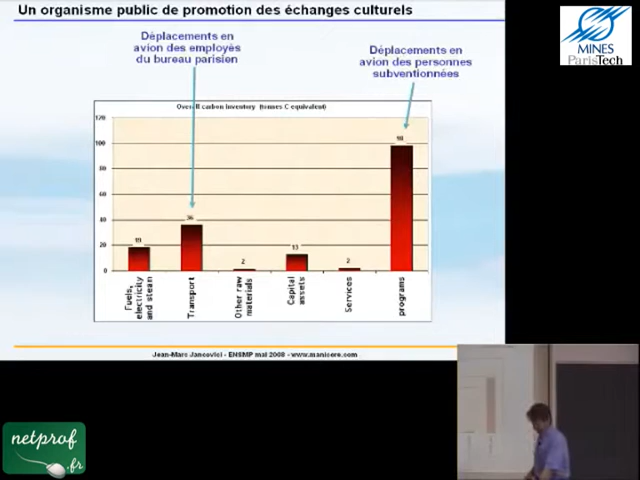 Un organisme public de promotion des échanges culturels
MINES
ParisTech
Déplacements en
avion des employés
du bureau parisien
Déplacements en
avion des personnes
subventionnées
Overall carbon inventory (tonnes C equivalent)
120
100
80
60
40
20
0
19
36
2
13
2
98
Fuels,
electricity
and steam
Transport
Other raw
materials
Capital
assets
Services
programs
Jean-Marc Jancovici - ENSMP mai 2008 - www.manicore.com
netprof
.fr